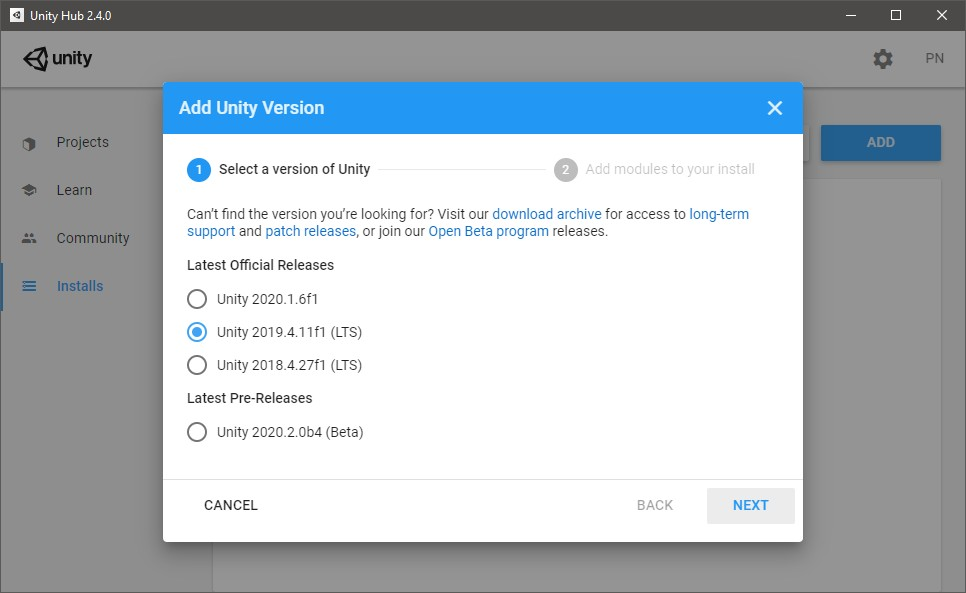 Unity Hub 2.4.0
unity
PN
Projects
Learn
Community
Installs
ADD
Add Unity Version
1 Select a version of Unity
2 Add modules to your install
Can’t find the version you’re looking for? Visit our download archive for access to long-term
support and patch releases, or join our Open Beta program releases.
Latest Official Releases
Unity 2020.1.6f1
Unity 2019.4.11f1 (LTS)
Unity 2018.4.27f1 (LTS)
Latest Pre-Releases
Unity 2020.2.0b4 (Beta)
CANCEL
BACK
NEXT